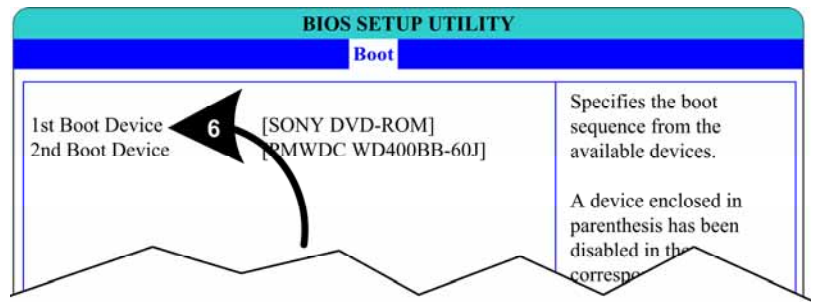 BIOS SETUP UTILITY
Boot
1st Boot Device
6
[SONY DVD-ROM]
2nd Boot Device
[PMWDC WD400BB-60J]
Specifies the boot
sequence from the
available devices.
A device enclosed in
parenthesis has been
disabled in the